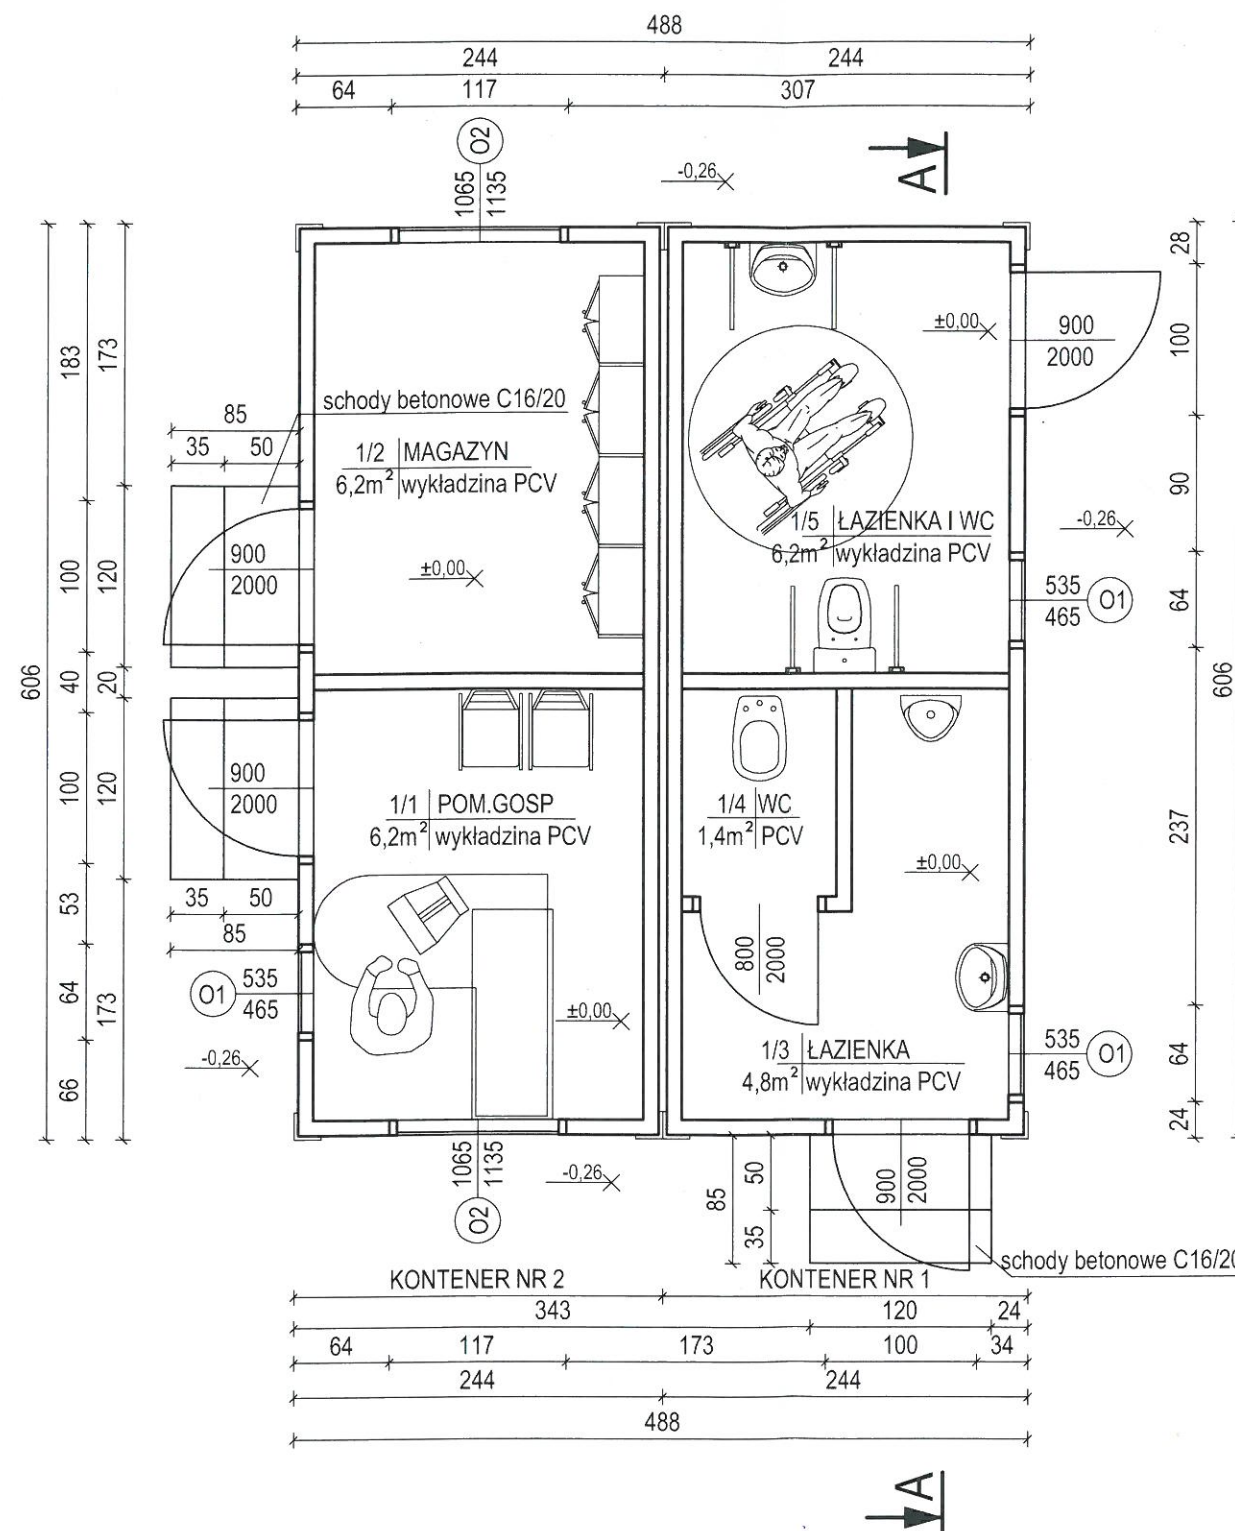 488
244 244
64 117 307
O2
1065
1135
-0,26
A
606
183
100
40
100
53
64
66
173
120
20
120
173
85
35 50
schody betonowe C16/20
1/2 MAGAZYN
6,2m² wykładzina PCV
900
2000
±0,00
±0,00
900
2000
28
100
90
64
237
64
24
606
1/5 ŁAZIENKA I WC
6,2m² wykładzina PCV
-0,26
535
465
O1
900
2000
1/1 POM.GOSP
6,2m² wykładzina PCV
1/4 WC
1,4m² PCV
±0,00
35 50
85
O1
535
465
-0,26
±0,00
800
2000
1/3 ŁAZIENKA
4,8m² wykładzina PCV
535
465
O1
1065
1135
O2
-0,26
85
50
35
900
2000
schody betonowe C16/20
KONTENER NR 2 KONTENER NR 1
343 120 24
64 117 173 100 34
244 244
488
A